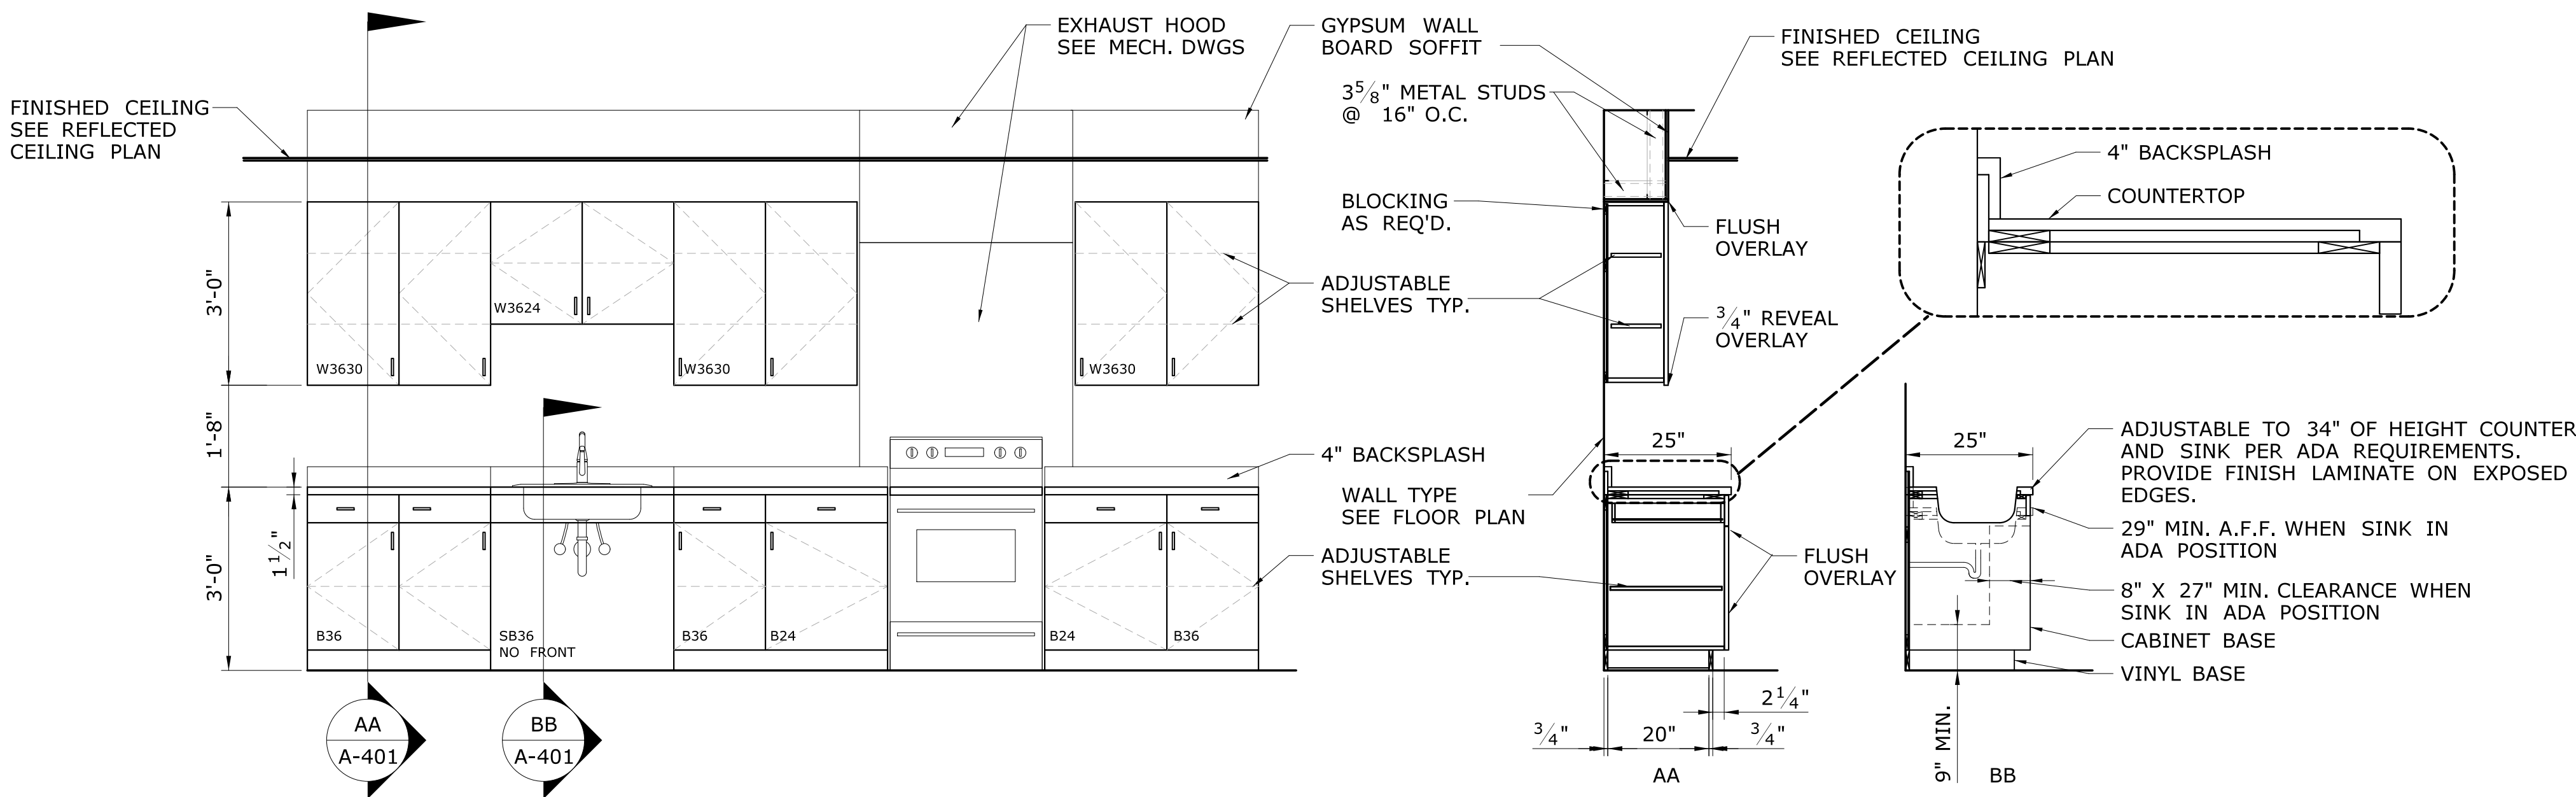 EXHAUST HOOD
SEE MECH. DWGS
GYPSUM WALL
BOARD SOFFIT
FINISHED CEILING
SEE REFLECTED CEILING PLAN
FINISHED CEILING
SEE REFLECTED
CEILING PLAN
3 5/8" METAL STUDS
@ 16" O.C.
4" BACKSPLASH
COUNTERTOP
BLOCKING
AS REQ'D.
FLUSH
OVERLAY
3'-0"
W3624
ADJUSTABLE
SHELVES TYP.
3/4" REVEAL
OVERLAY
W3630
W3630
W3630
1'-8"
4" BACKSPLASH
25"
25"
ADJUSTABLE TO 34" OF HEIGHT COUNTER
AND SINK PER ADA REQUIREMENTS.
PROVIDE FINISH LAMINATE ON EXPOSED
EDGES.
WALL TYPE
SEE FLOOR PLAN
29" MIN. A.F.F. WHEN SINK IN
ADA POSITION
1 1/2"
3'-0"
ADJUSTABLE
SHELVES TYP.
FLUSH
OVERLAY
8" X 27" MIN. CLEARANCE WHEN
SINK IN ADA POSITION
CABINET BASE
VINYL BASE
B36
SB36
NO FRONT
B36
B24
B24
B36
2 1/4"
3/4"
20"
3/4"
9" MIN.
AA
A-401
BB
A-401
AA
BB